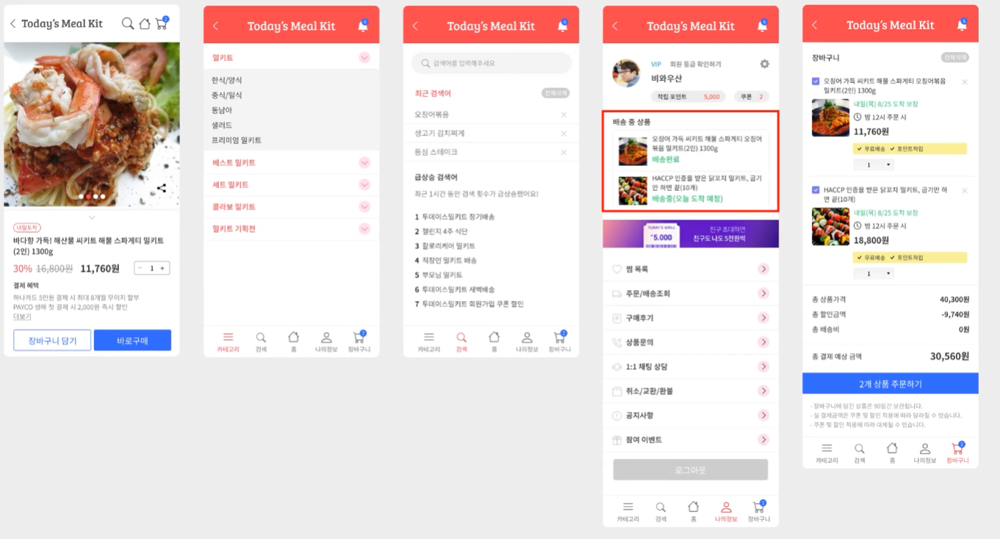 Today's Meal Kit
2
내일도착
바다향 가득! 해산물 씨키트 해물 스파게티 밀키트
(2인) 1300g
30% 16,800원 11,760원
− 1 +
결제 혜택
하나카드 5만원 결제 시 최대 8개월 무이지 할부
PAYCO 생애 첫 결제 시 2,000원 즉시 할인
더보기
장바구니 담기
바로구매
Today's Meal Kit
6
밀키트
한식/양식
중식/일식
동남아
샐러드
프리미엄 밀키트
베스트 밀키트
세트 밀키트
콜라보 밀키트
밀키트 기획전
카테고리
검색
홈
나의정보
장바구니
2
Today's Meal Kit
6
검색어를 입력해주세요
최근 검색어
전체삭제
오징어볶음
생고기 김치찌게
등심 스테이크
급상승 검색어
최근 1시간 동안 검색 횟수가 급상승했어요!
1 투데이스밀키트 정기배송
2 챌린지 4주 식단
3 칼로리케어 밀키트
4 직장인 밀키트 배송
5 부모님 밀키트
6 투데이스밀키트 새벽배송
7 투데이스밀키트 회원가입 쿠폰 할인
카테고리
검색
홈
나의정보
장바구니
2
Today's Meal Kit
6
VIP 회원 등급 확인하기
비와우산
적립 포인트 5,000
쿠폰 2
배송 중 상품
오징어 가득 씨키트 해물 스파게티 오징어
볶음 밀키트(2인) 1300g
배송완료
HACCP 인증을 받은 닭꼬치 밀키트, 굽기
만 하면 끝(10개)
배송중(오늘 도착 예정)
TODAY'S GRILL
5.000
친구 초대하면
친구도 나도 5천원씩
찜 목록
주문/배송조회
구매후기
상품문의
1:1 채팅 상담
취소/교환/환불
공지사항
참여 이벤트
로그아웃
카테고리
검색
홈
나의정보
장바구니
2
Today's Meal Kit
6
장바구니
전체삭제
오징어 가득 씨키트 해물 스파게티 오징어볶음
밀키트(2인) 1300g
내일(목) 8/25 도착 보장
밤 12시 주문 시
11,760원
무료배송 포인트적립
1
HACCP 인증을 받은 닭꼬치 밀키트, 굽기만 하
면 끝(10개)
내일(목) 8/25 도착 보장
밤 12시 주문 시
18,800원
무료배송 포인트적립
1
총 상품가격 40,300원
총 할인금액 -9,740원
총 배송비 0원
총 결제 예상 금액 30,560원
2개 상품 주문하기
- 장바구니에 담긴 상품은 90일간 보관됩니다.
- 실 결제금액은 쿠폰 및 할인 적용에 따라 달라질 수 있습니다.
- 쿠폰 및 할인 적용에 따라 대체될 수 있습니다.
카테고리
검색
홈
나의정보
장바구니
2